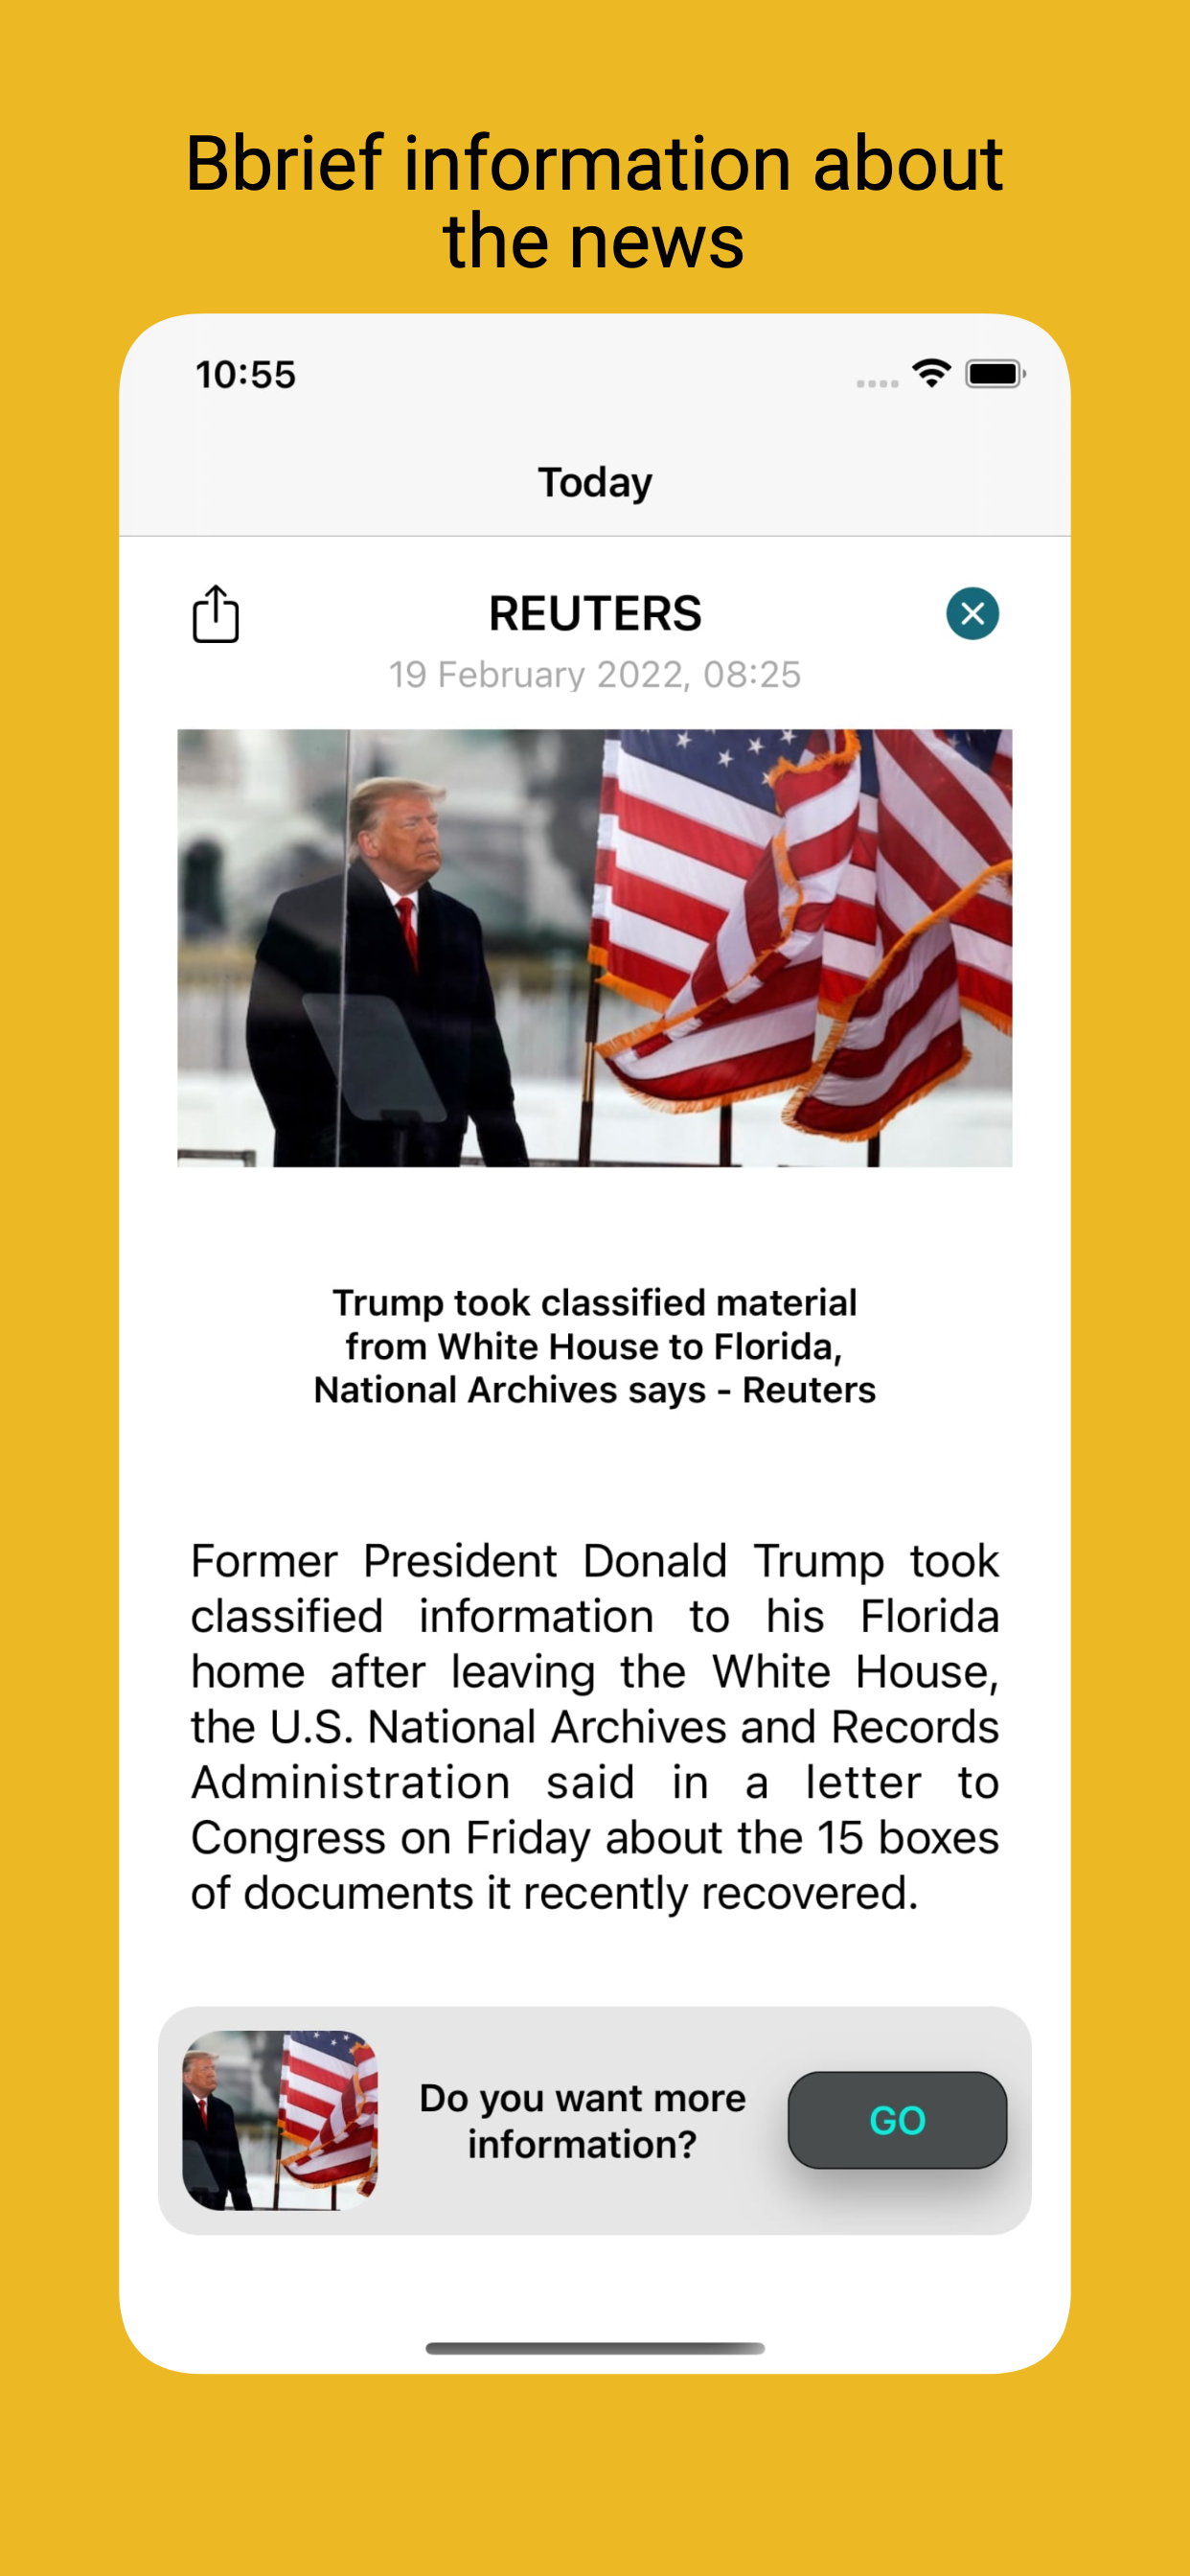 Bbrief information about
the news
10:55
Today
REUTERS
19 February 2022, 08:25
Trump took classified material
from White House to Florida,
National Archives says - Reuters
Former President Donald Trump took
classified information to his Florida
home after leaving the White House,
the U.S. National Archives and Records
Administration said in a letter to
Congress on Friday about the 15 boxes
of documents it recently recovered.
Do you want more
information?
GO